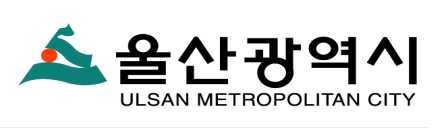 울산광역시
ULSAN METROPOLITAN CITY